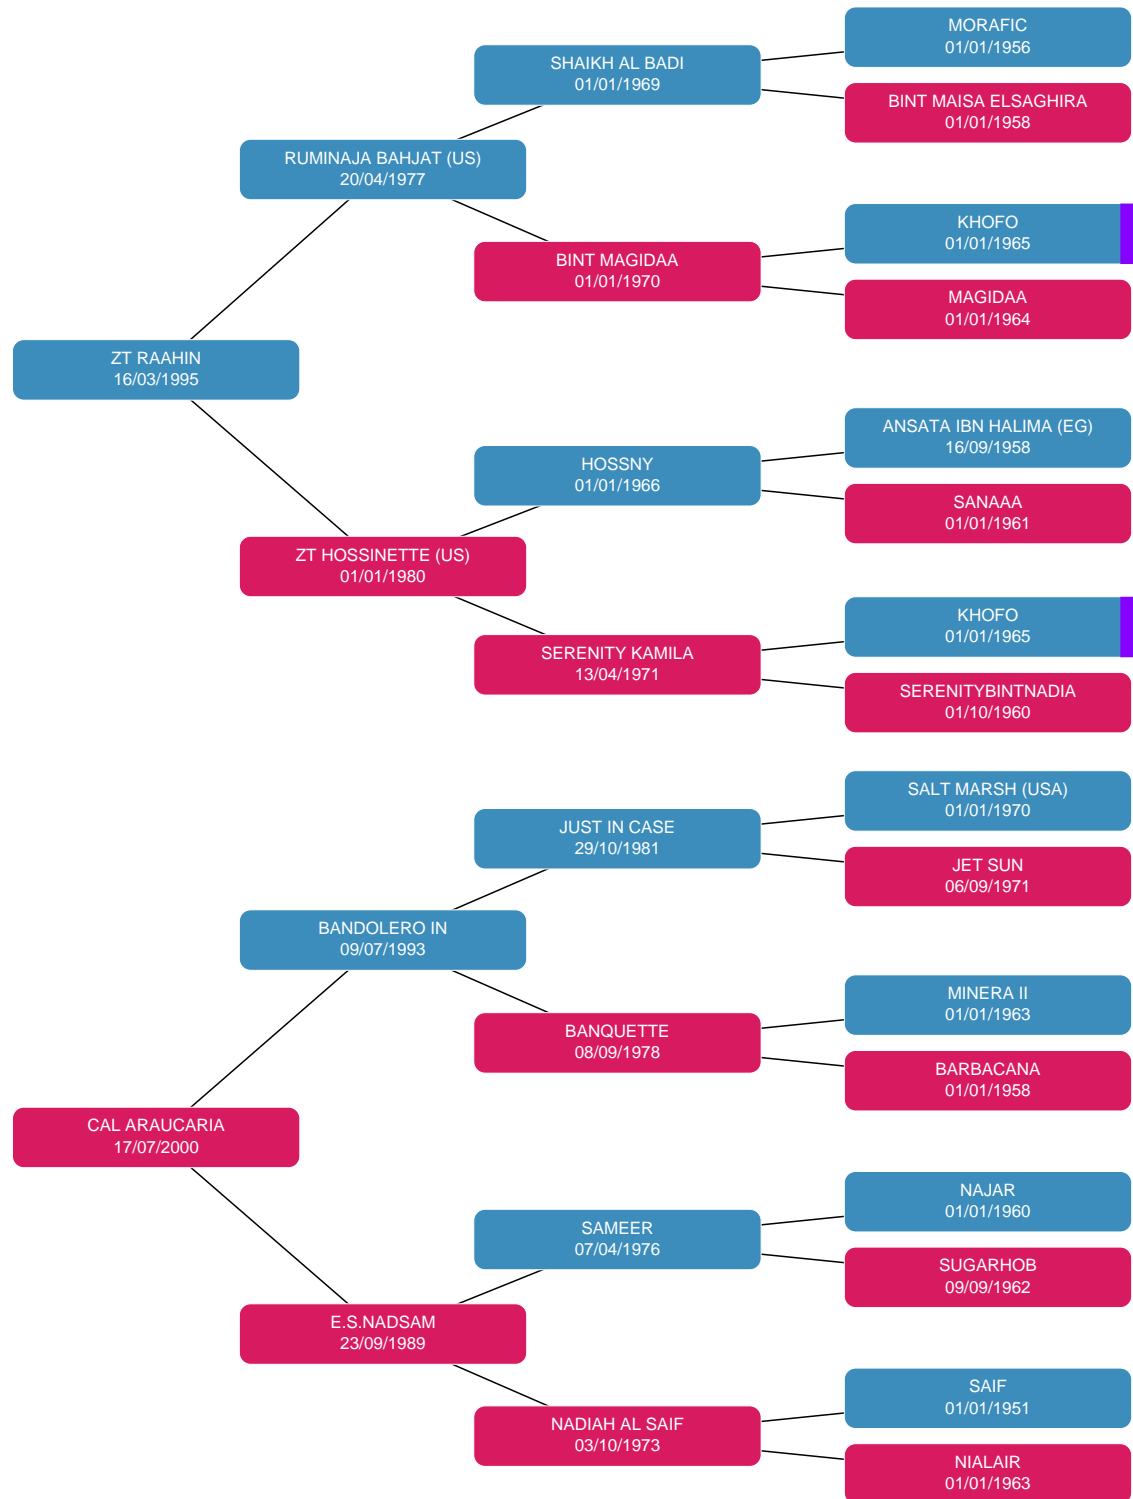 MORAFIC
01/01/1956
SHAIKH AL BADI
01/01/1969
BINT MAISA ELSAGHIRA
01/01/1958
RUMINAJA BAHJAT (US)
20/04/1977
KHOFO
01/01/1965
BINT MAGIDAA
01/01/1970
MAGIDAA
01/01/1964
ZT RAAHIN
16/03/1995
ANSATA IBN HALIMA (EG)
16/09/1958
HOSSNY
01/01/1966
SANAAA
01/01/1961
ZT HOSSINETTE (US)
01/01/1980
KHOFO
01/01/1965
SERENITY KAMILA
13/04/1971
SERENITYBINTNADIA
01/10/1960
SALT MARSH (USA)
01/01/1970
JUST IN CASE
29/10/1981
JET SUN
06/09/1971
BANDOLERO IN
09/07/1993
MINERA II
01/01/1963
BANQUETTE
08/09/1978
BARBACANA
01/01/1958
CAL ARAUCARIA
17/07/2000
NAJAR
01/01/1960
SAMEER
07/04/1976
SUGARHOB
09/09/1962
E.S.NADSAM
23/09/1989
SAIF
01/01/1951
NADIAH AL SAIF
03/10/1973
NIALAIR
01/01/1963